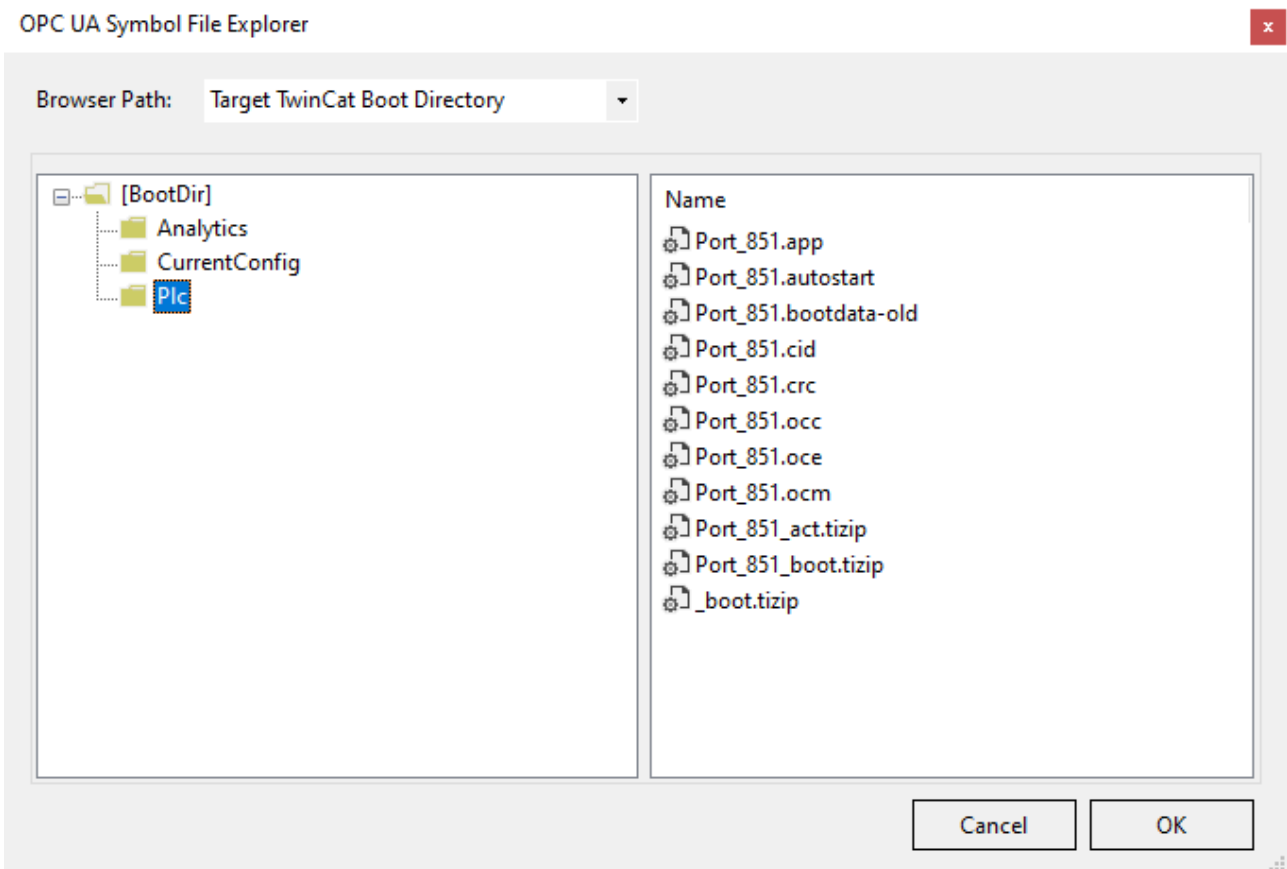 OPC UA Symbol File Explorer
x
Browser Path: Target TwinCat Boot Directory
[BootDir]
Analytics
CurrentConfig
Plc
Name
Port_851.app
Port_851.autostart
Port_851.bootdata-old
Port_851.cid
Port_851.crc
Port_851.occ
Port_851.oce
Port_851.ocm
Port_851_act.tizip
Port_851_boot.tizip
_boot.tizip
Cancel OK